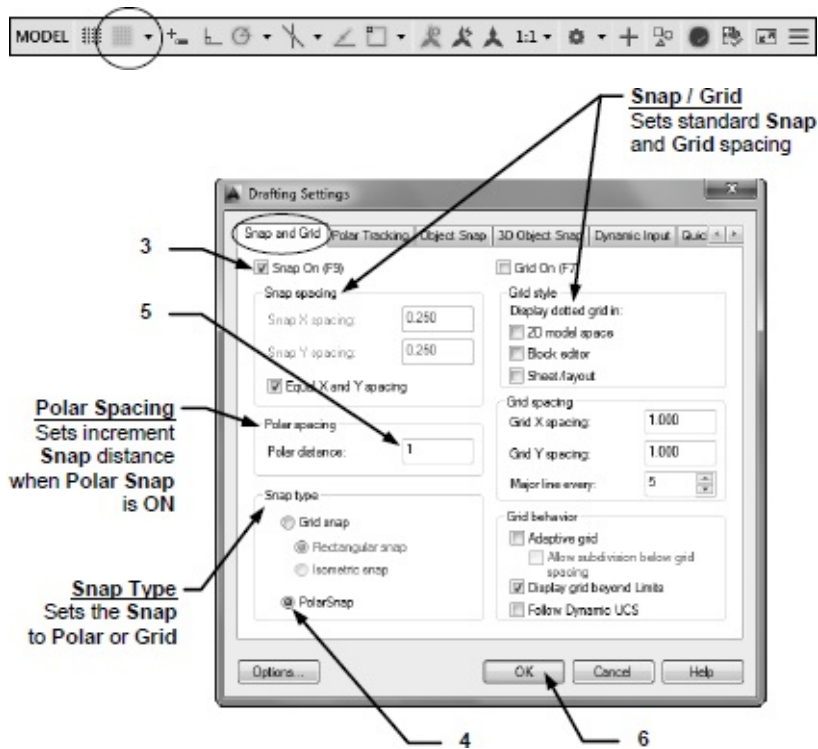 MODEL
1:1
Snap / Grid
Sets standard Snap
and Grid spacing
Drafting Settings
Snap and Grid
Polar Tracking
Object Snap
3D Object Snap
Dynamic Input
Quic
3
Snap On (F9)
Grid On (F7)
Snap spacing
Snap X spacing:
0.250
Snap Y spacing:
0.250
Equal X and Y spacing
Grid style
Display dotted grid in:
2D model space
Block editor
Sheet/layout
5
Polar Spacing
Sets increment
Snap distance
when Polar Snap
is ON
Polar spacing
Polar distance:
1
Grid spacing
Grid X spacing:
1.000
Grid Y spacing:
1.000
Major line every:
5
Snap type
Grid snap
Rectangular snap
Isometric snap
PolarSnap
Grid behavior
Adaptive grid
Allow subdivision below grid
spacing
Display grid beyond Limits
Follow Dynamic UCS
Snap Type
Sets the Snap
to Polar or Grid
Options...
OK
Cancel
Help
4
6